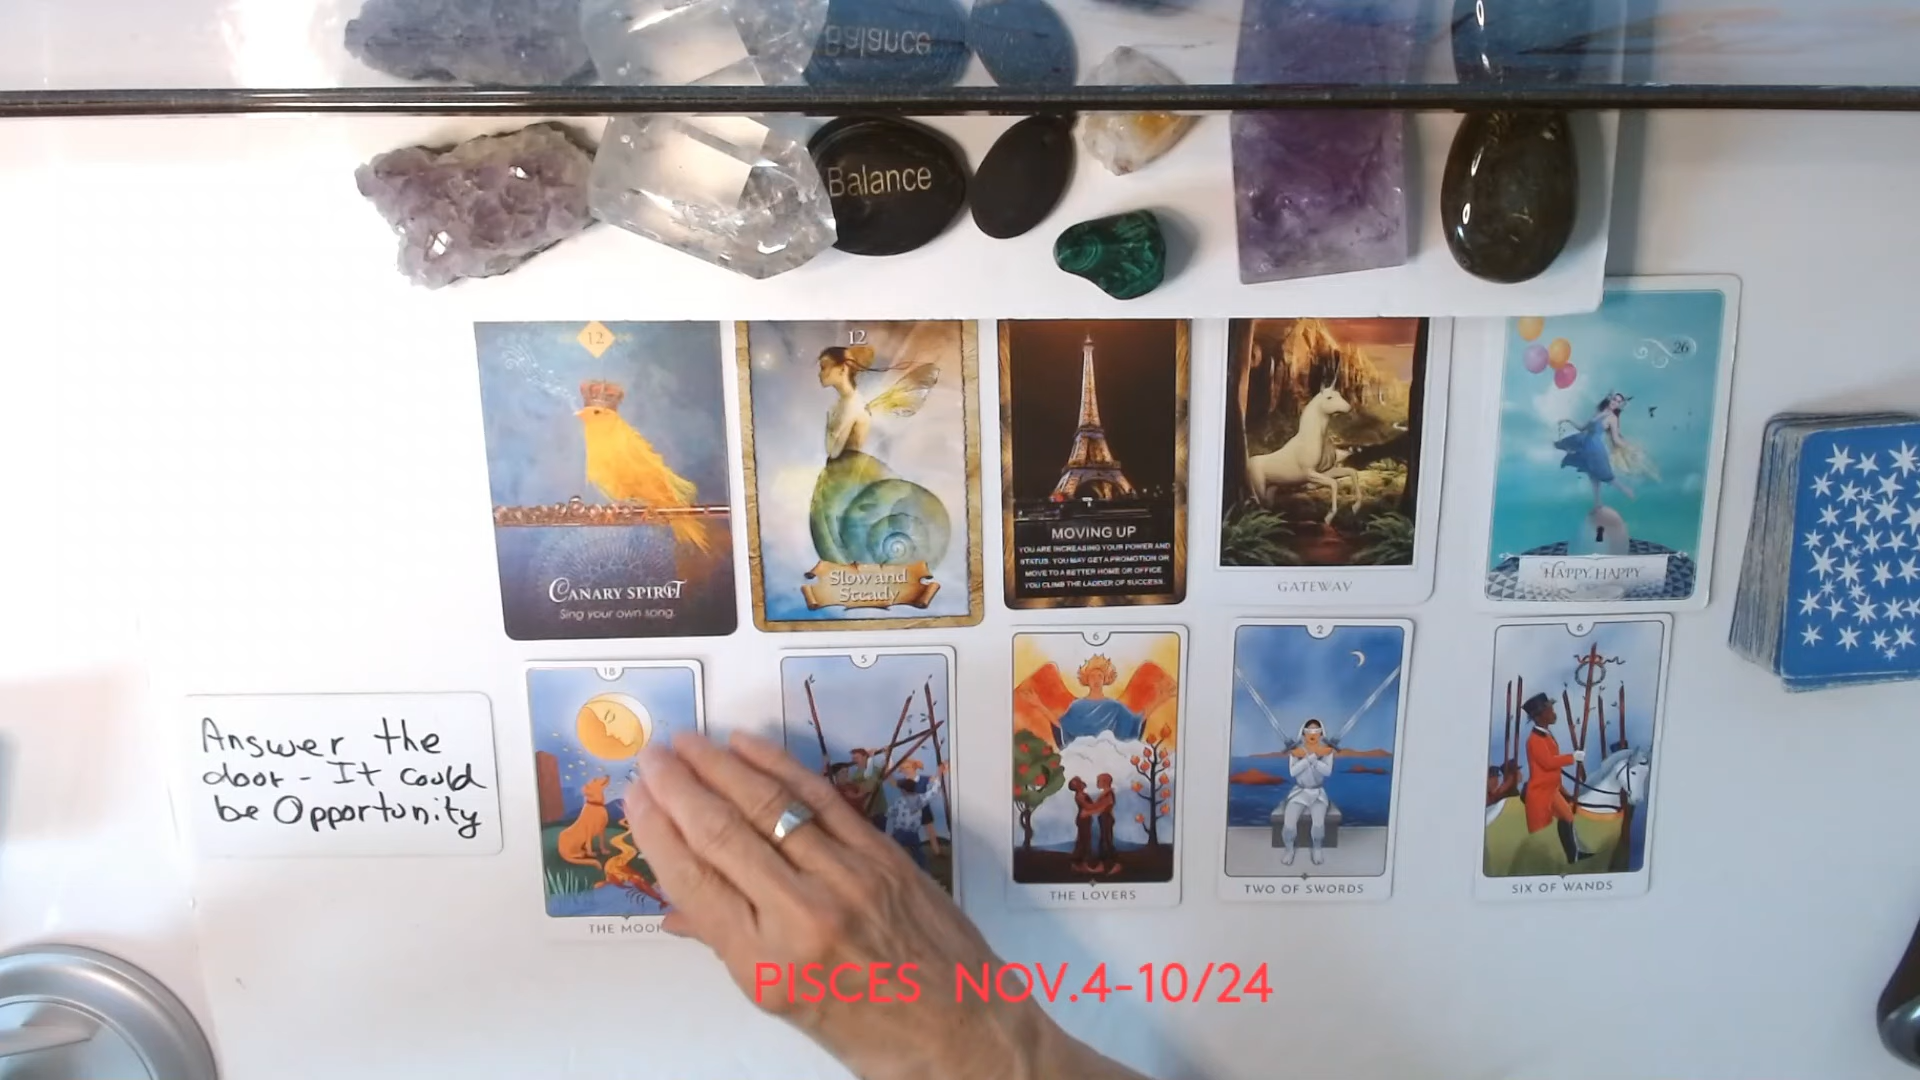 Balance
Balance
12
12
26
CANARY SPIRIT
Sing your own song.
Slow and
Steady
MOVING UP
YOU ARE INCREASING YOUR POWER AND
STATUS. YOU MAY GET A PROMOTION OR
MOVE TO A BETTER HOME OR OFFICE.
YOU CLIMB THE LADDER OF SUCCESS.
GATEWAY
HAPPY, HAPPY
Answer the
door - It could
be Opportunity
18
5
6
2
6
THE MOON
THE LOVERS
TWO OF SWORDS
SIX OF WANDS
PISCES NOV.4-10/24